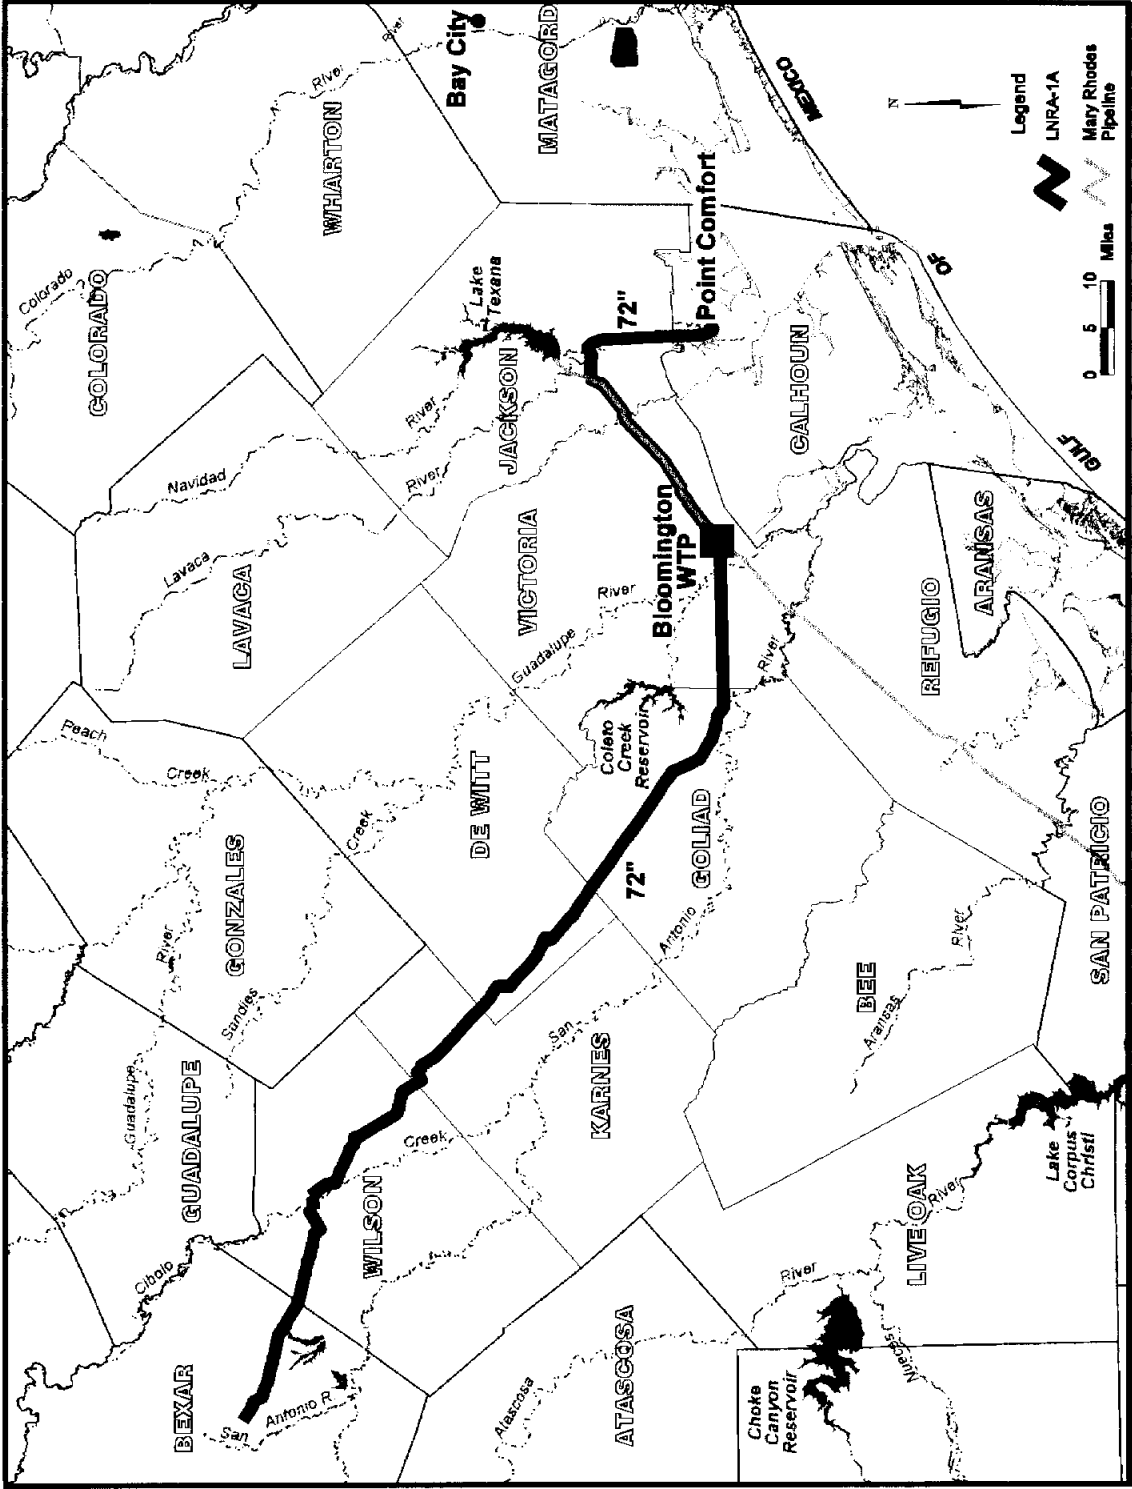 BEXAR
San
Antonio R
Cibolo
GUADALUPE
Guadalupe
River
WILSON
Creek
ATASCOSA
Atascosa
River
Choke
Canyon
Reservoir
Nueces
River
LIVE OAK
Lake
Corpus
Christi
GONZALES
Sandies
Creek
Peach
Creek
KARNES
San
Antonio
River
BEE
Aransas
River
SAN PATRICIO
DE WITT
GOLIAD
72"
Coleto
Creek
Reservoir
LAVACA
Lavaca
River
Navidad
River
VICTORIA
Guadalupe
River
Bloomington
WTP
REFUGIO
ARANSAS
COLORADO
Colorado
River
River
WHARTON
JACKSON
Lake
Texana
72"
Point Comfort
CALHOUN
Bay City
MATAGORD
GULF
OF
MEXICO
N
Legend
LNRA-1A
Mary Rhodes
Pipeline
0 5 10 Miles